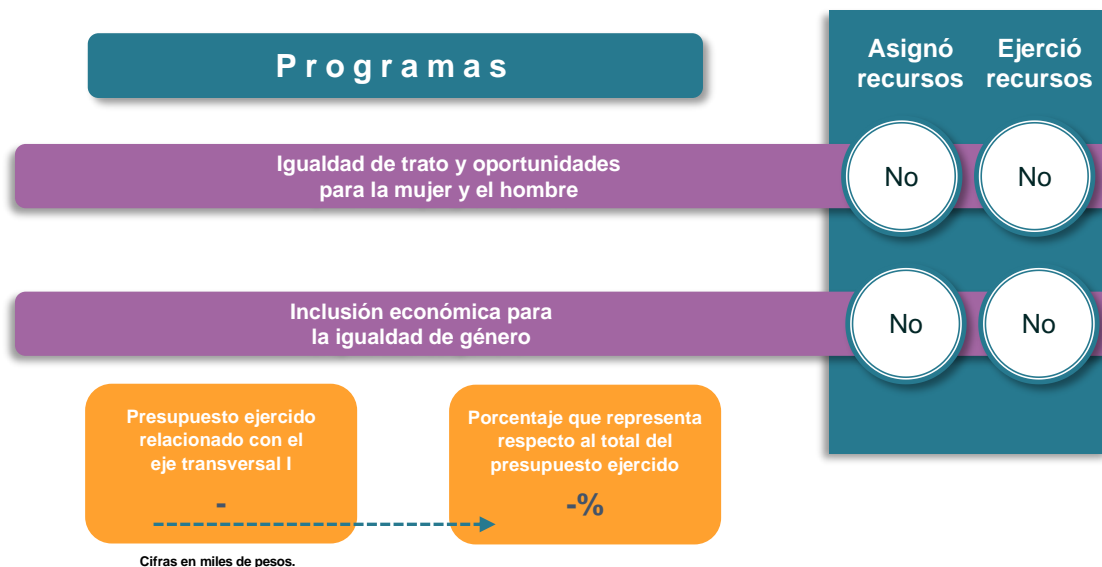 Programas
Asignó
recursos
Ejerció
recursos
Igualdad de trato y oportunidades
para la mujer y el hombre
No
No
Inclusión económica para
la igualdad de género
No
No
Presupuesto ejercido
relacionado con el
eje transversal I
-
Porcentaje que representa
respecto al total del
presupuesto ejercido
-%
Cifras en miles de pesos.